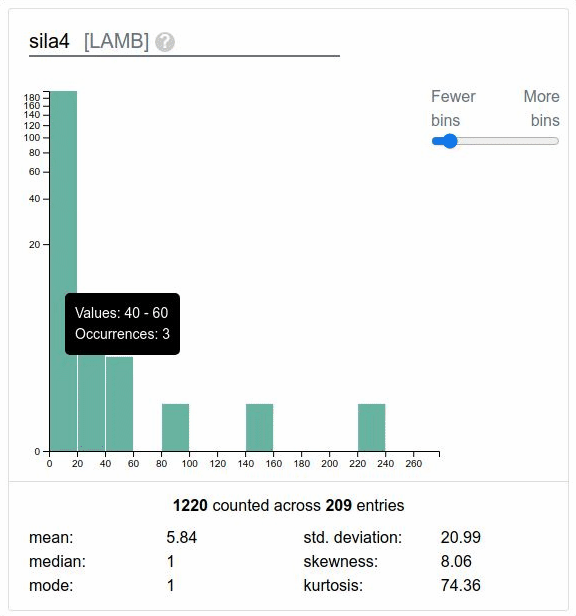 sila4 [LAMB] ?
Fewer bins
More bins
180
160
140
120
100
80
60
40
20
0
Values: 40 - 60
Occurrences: 3
0 20 40 60 80 100 120 140 160 180 200 220 240 260
1220 counted across 209 entries
mean: 5.84 std. deviation: 20.99
median: 1 skewness: 8.06
mode: 1 kurtosis: 74.36